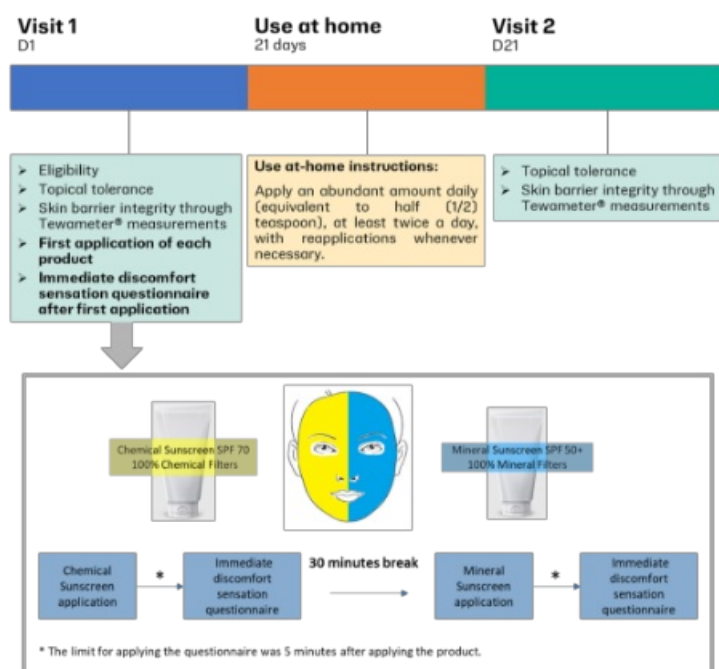 Visit 1
D1
Use at home
21 days
Visit 2
D21
➤ Eligibility
➤ Topical tolerance
➤ Skin barrier integrity through
Tewameter® measurements
➤ First application of each
product
➤ Immediate discomfort
sensation questionnaire
after first application
Use at-home instructions:
Apply an abundant amount daily
(equivalent to half (1/2)
teaspoon), at least twice a day,
with reapplications whenever
necessary.
➤ Topical tolerance
➤ Skin barrier integrity through
Tewameter® measurements
Chemical Sunscreen SPF 70
100% Chemical Filters
Mineral Sunscreen SPF 50+
100% Mineral Filters
Chemical
Sunscreen
application
*
Immediate
discomfort
sensation
questionnaire
30 minutes break
Mineral
Sunscreen
application
*
Immediate
discomfort
sensation
questionnaire
* The limit for applying the questionnaire was 5 minutes after applying the product.